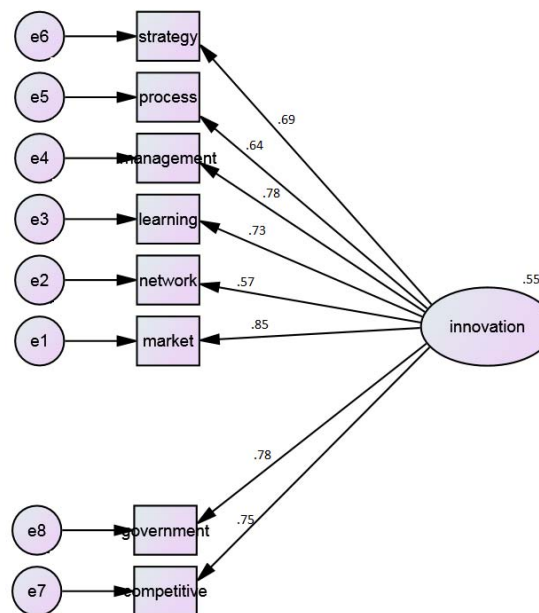 e6 strategy
.69
e5 process
.64
e4 management
.78
e3 learning
.73
e2 network
.57
.55
e1 market
.85
innovation
.78
e8 government
.75
e7 competitive